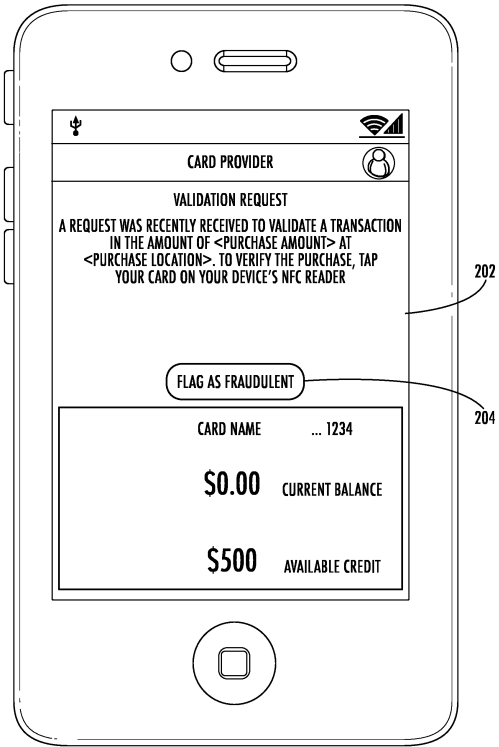 CARD PROVIDER
VALIDATION REQUEST
A REQUEST WAS RECENTLY RECEIVED TO VALIDATE A TRANSACTION
IN THE AMOUNT OF <PURCHASE AMOUNT> AT
<PURCHASE LOCATION>. TO VERIFY THE PURCHASE, TAP
YOUR CARD ON YOUR DEVICE'S NFC READER
202
FLAG AS FRAUDULENT
204
CARD NAME ... 1234
$0.00 CURRENT BALANCE
$500 AVAILABLE CREDIT